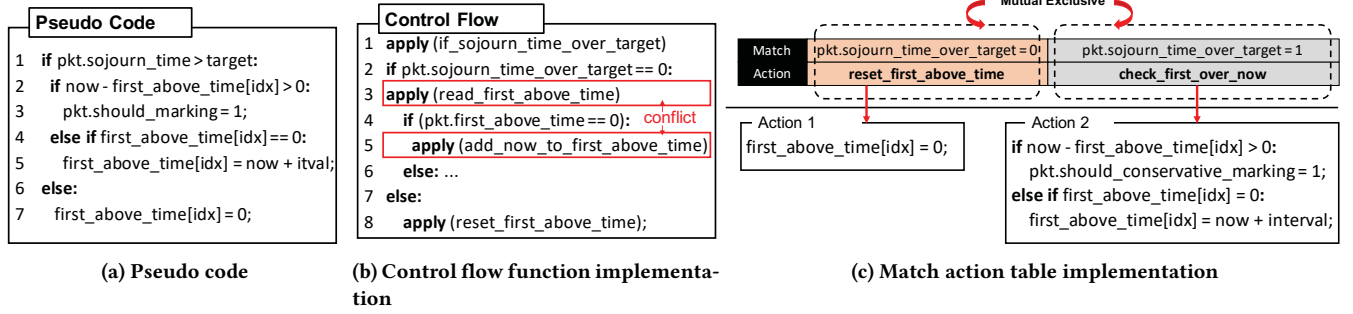 Pseudo Code
1 if pkt.sojourn_time > target:
2 if now - first_above_time[idx] > 0:
3 pkt.should_marking = 1;
4 else if first_above_time[idx] == 0:
5 first_above_time[idx] = now + itval;
6 else:
7 first_above_time[idx] = 0;
(a) Pseudo code
Control Flow
1 apply (if_sojourn_time_over_target)
2 if pkt.sojourn_time_over_target == 0:
3 apply (read_first_above_time)
4 if (pkt.first_above_time == 0):
conflict
5 apply (add_now_to_first_above_time)
6 else: ...
7 else:
8 apply (reset_first_above_time);
(b) Control flow function implementa-
tion
Mutual Exclusive
Match pkt.sojourn_time_over_target = 0 pkt.sojourn_time_over_target = 1
Action reset_first_above_time check_first_over_now
Action 1
first_above_time[idx] = 0;
Action 2
if now - first_above_time[idx] > 0:
pkt.should_conservative_marking = 1;
else if first_above_time[idx] = 0:
first_above_time[idx] = now + interval;
(c) Match action table implementation